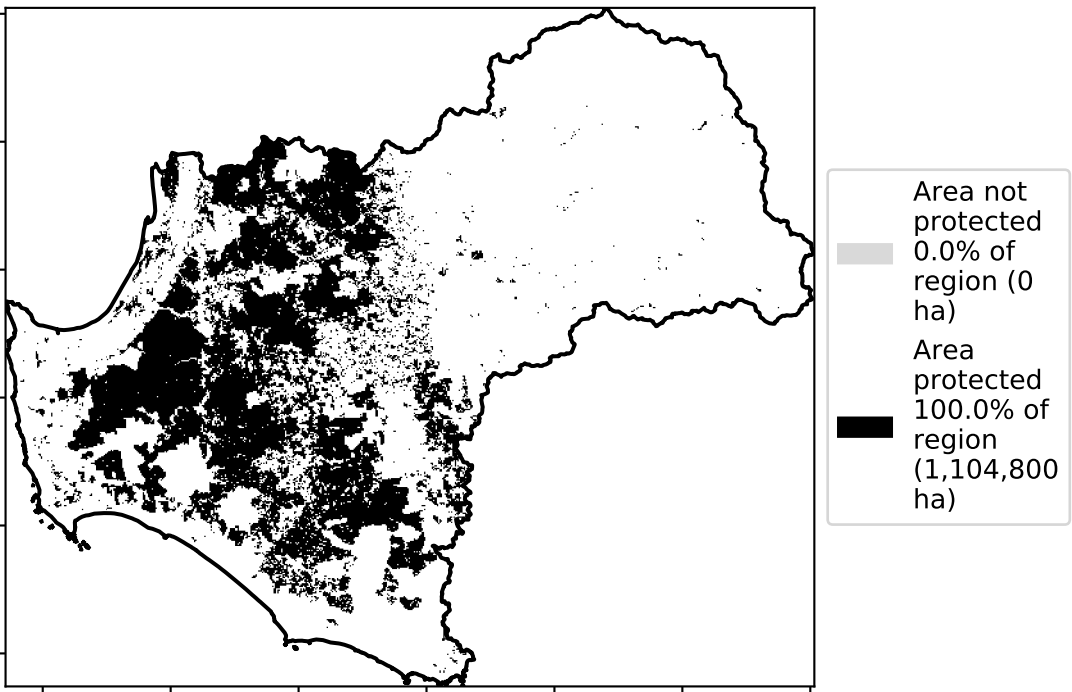 Area not
protected
0.0% of
region (0
ha)
Area
protected
100.0% of
region
(1,104,800
ha)